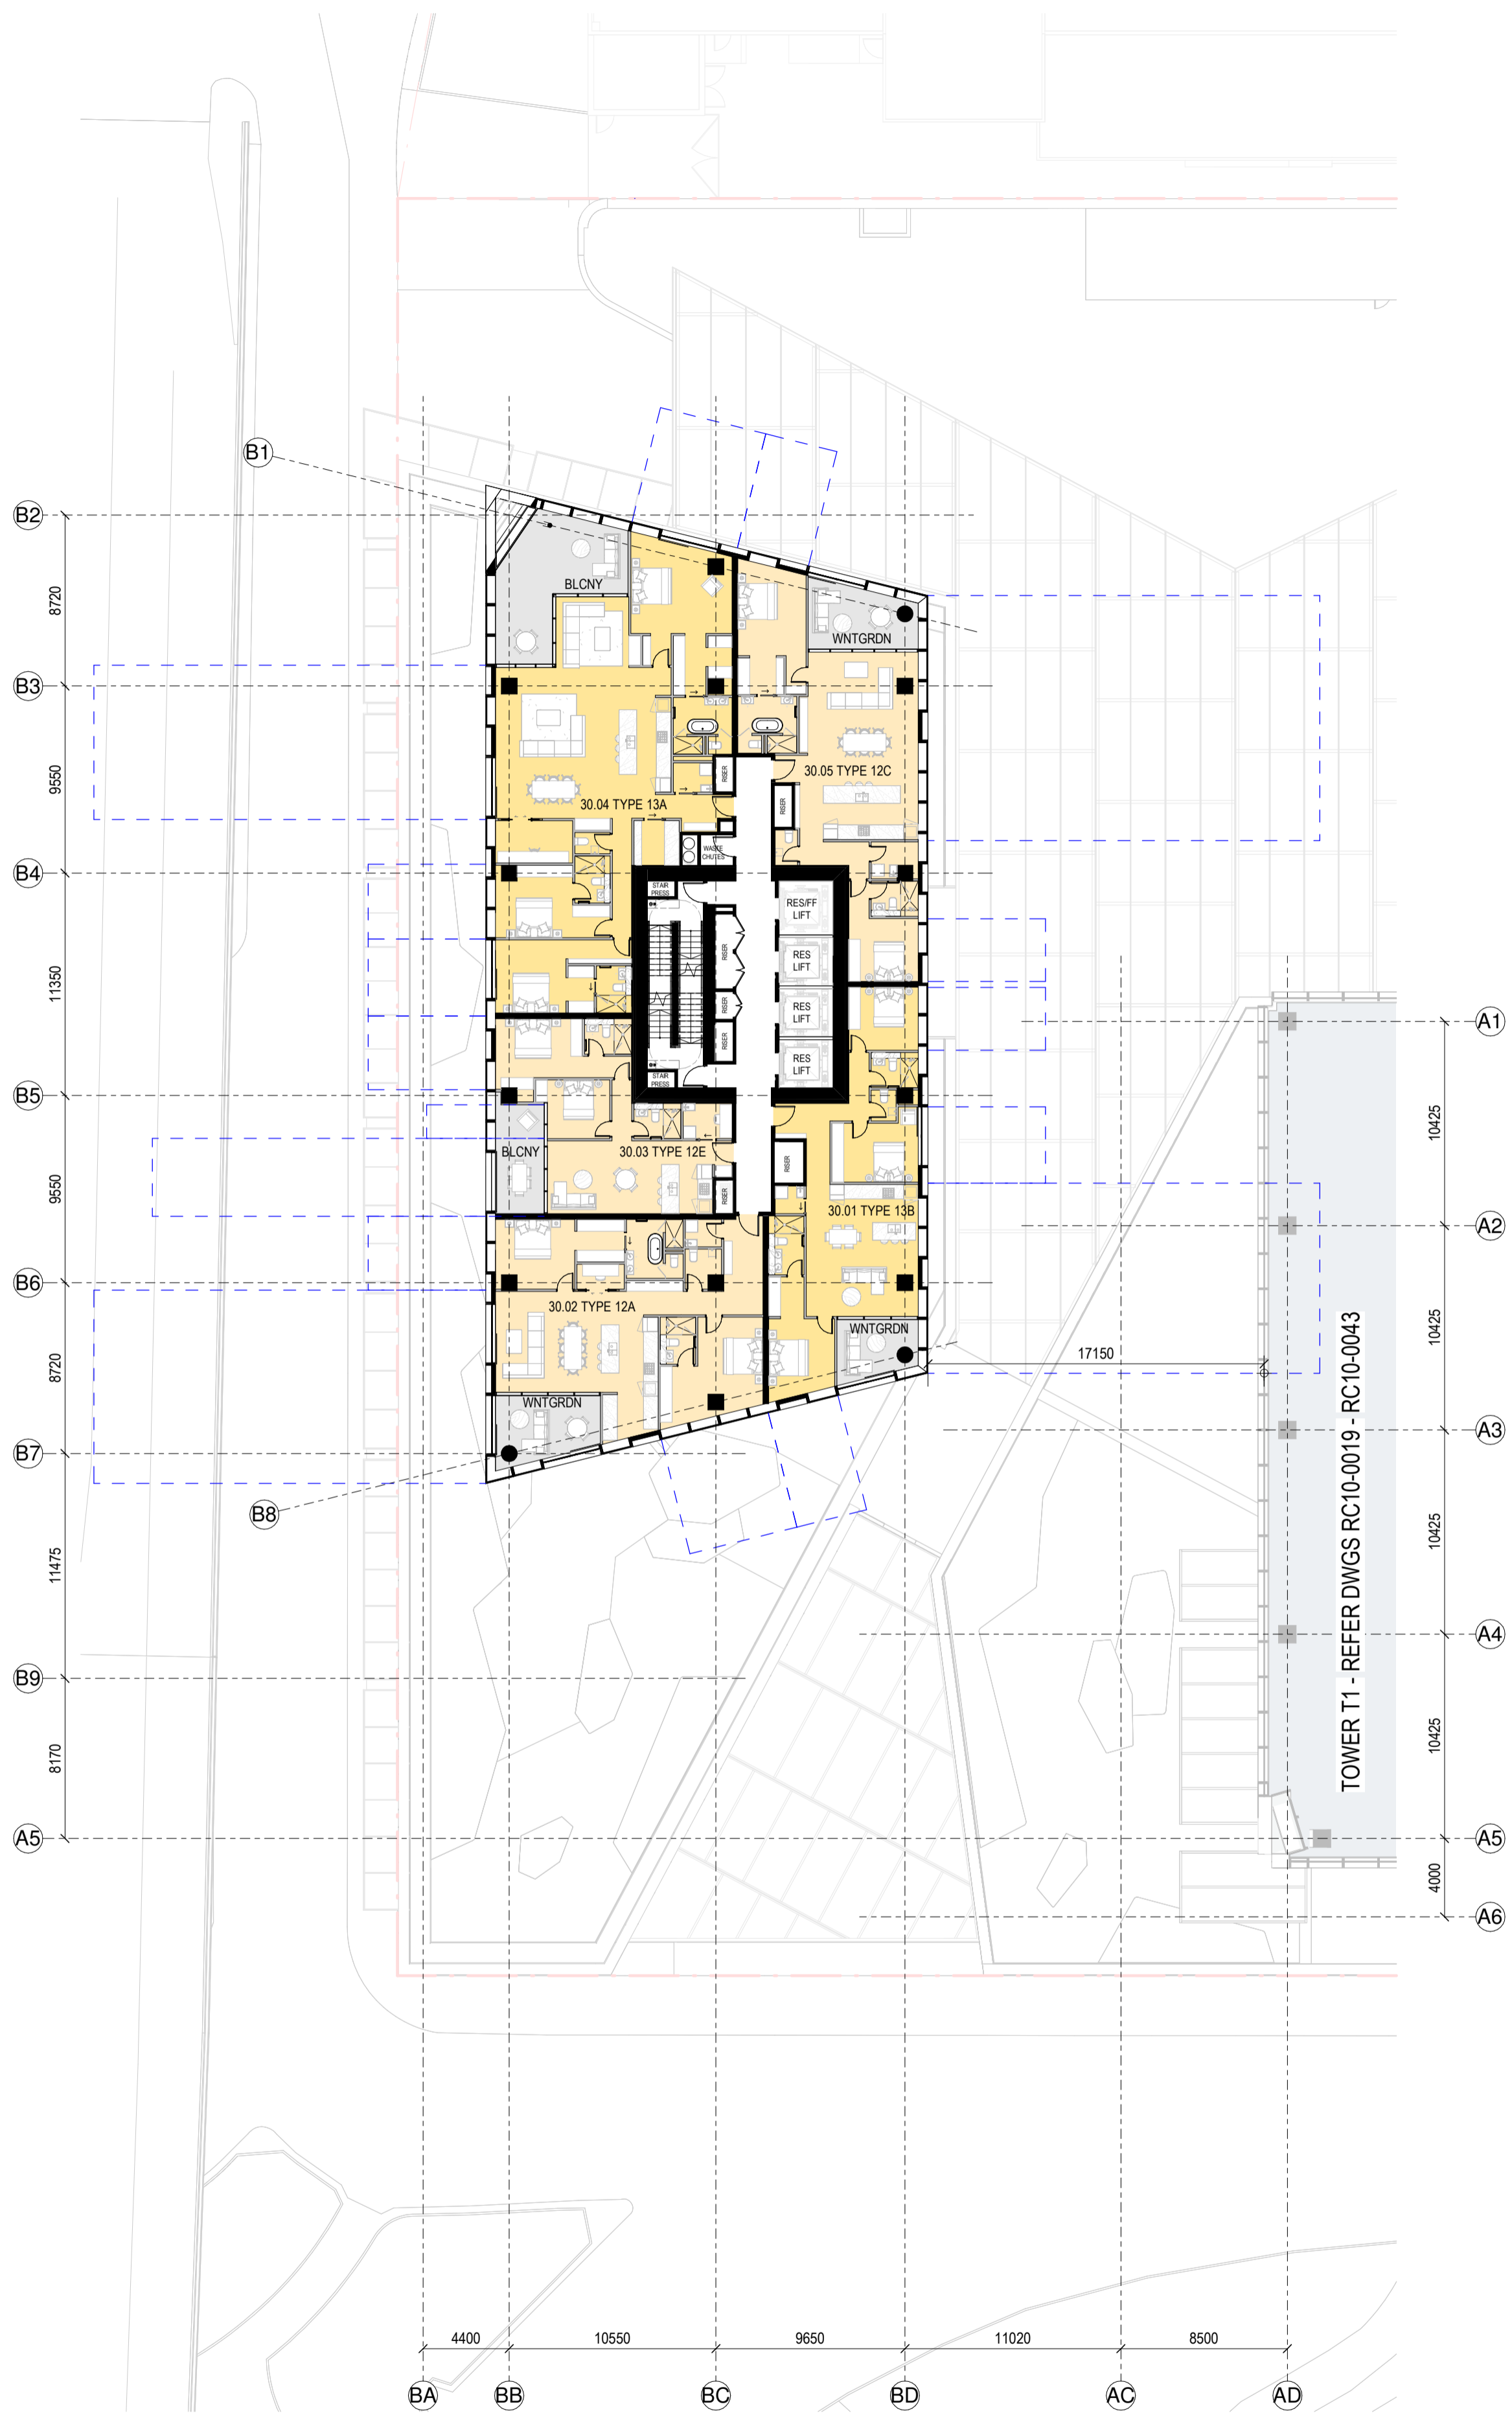 B1
B2
8720
BLCNY
WNTGRDN
B3
9550
RISER
30.05 TYPE 12C
30.04 TYPE 13A
RISER
WASTE
CHUTES
B4
STAIR
PRESS
RES/FF
LIFT
RISER
RES
LIFT
11350
RISER
RES
LIFT
A1
RISER
RES
LIFT
STAIR
PRESS
B5
10425
BLCNY
30.03 TYPE 12E
RISER
9550
RISER
30.01 TYPE 13B
A2
B6
30.02 TYPE 12A
WNTGRDN
10425
17150
8720
WNTGRDN
A3
B7
B8
TOWER T1 - REFER DWGS RC10-0019 - RC10-0043
11475
10425
A4
B9
8170
10425
A5
A5
4000
A6
4400
10550
9650
11020
8500
BA
BB
BC
BD
AC
AD